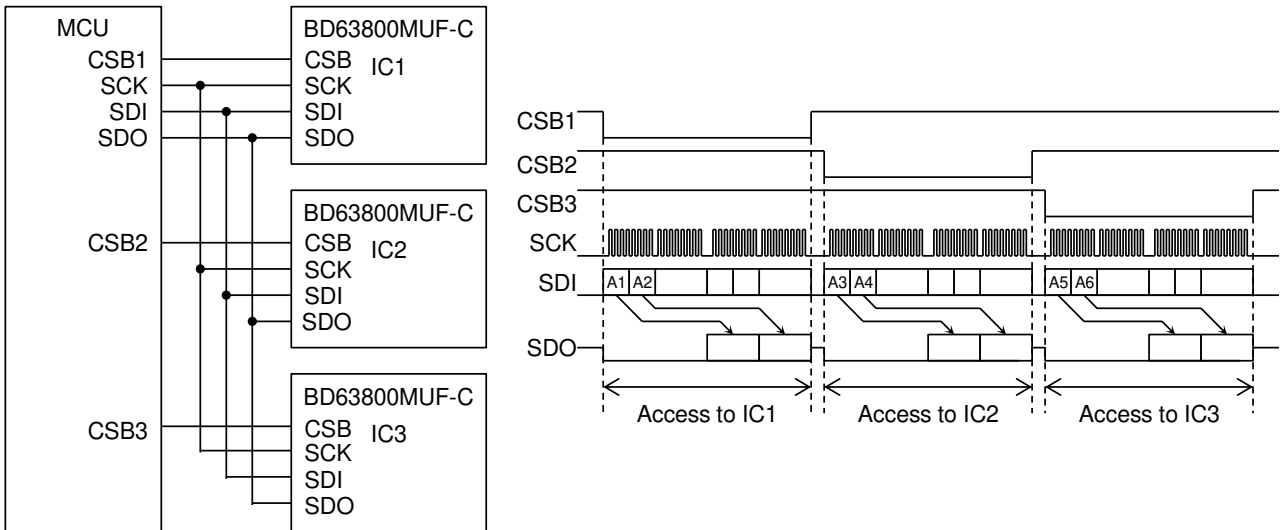 MCU
CSB1
SCK
SDI
SDO
CSB2
CSB3
BD63800MUF-C
CSB
IC1
SCK
SDI
SDO
BD63800MUF-C
CSB
IC2
SCK
SDI
SDO
BD63800MUF-C
CSB
IC3
SCK
SDI
SDO
CSB1
CSB2
CSB3
SCK
SDI
A1 A2
A3 A4
A5 A6
SDO
Access to IC1
Access to IC2
Access to IC3